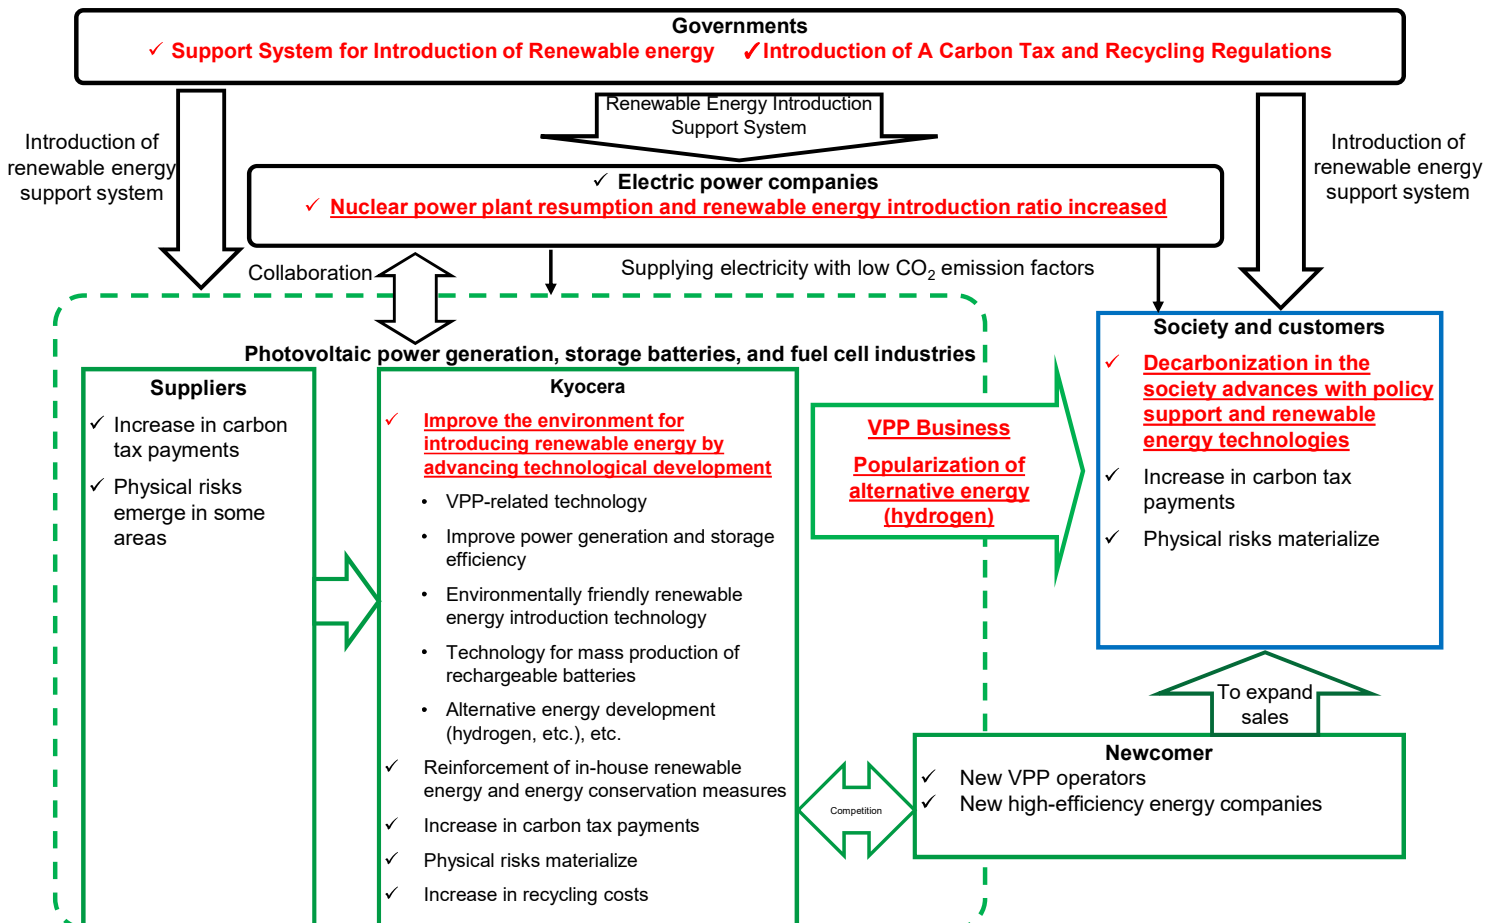 Governments
✓ Support System for Introduction of Renewable energy ✓Introduction of A Carbon Tax and Recycling Regulations
Introduction of
renewable energy
support system
Renewable Energy Introduction
Support System
Introduction of
renewable energy
support system
✓ Electric power companies
✓ Nuclear power plant resumption and renewable energy introduction ratio increased
Collaboration
Supplying electricity with low CO₂ emission factors
Photovoltaic power generation, storage batteries, and fuel cell industries
Suppliers
✓ Increase in carbon
tax payments
✓ Physical risks
emerge in some
areas
Kyocera
✓ Improve the environment for
introducing renewable energy by
advancing technological development
• VPP-related technology
• Improve power generation and storage
efficiency
• Environmentally friendly renewable
energy introduction technology
• Technology for mass production of
rechargeable batteries
• Alternative energy development
(hydrogen, etc.), etc.
✓ Reinforcement of in-house renewable
energy and energy conservation measures
✓ Increase in carbon tax payments
✓ Physical risks materialize
✓ Increase in recycling costs
VPP Business
Popularization of
alternative energy
(hydrogen)
Society and customers
✓ Decarbonization in the
society advances with policy
support and renewable
energy technologies
✓ Increase in carbon tax
payments
✓ Physical risks materialize
To expand
sales
Competition
Newcomer
✓ New VPP operators
✓ New high-efficiency energy companies